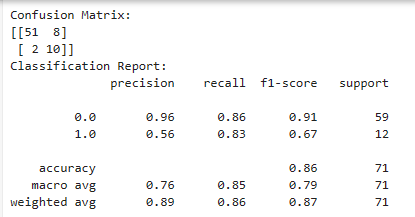 Confusion Matrix:
[[51  8]
 [ 2 10]]
Classification Report:
              precision    recall  f1-score   support

         0.0       0.96      0.86      0.91        59
         1.0       0.56      0.83      0.67        12

    accuracy                           0.86        71
   macro avg       0.76      0.85      0.79        71
weighted avg       0.89      0.86      0.87        71